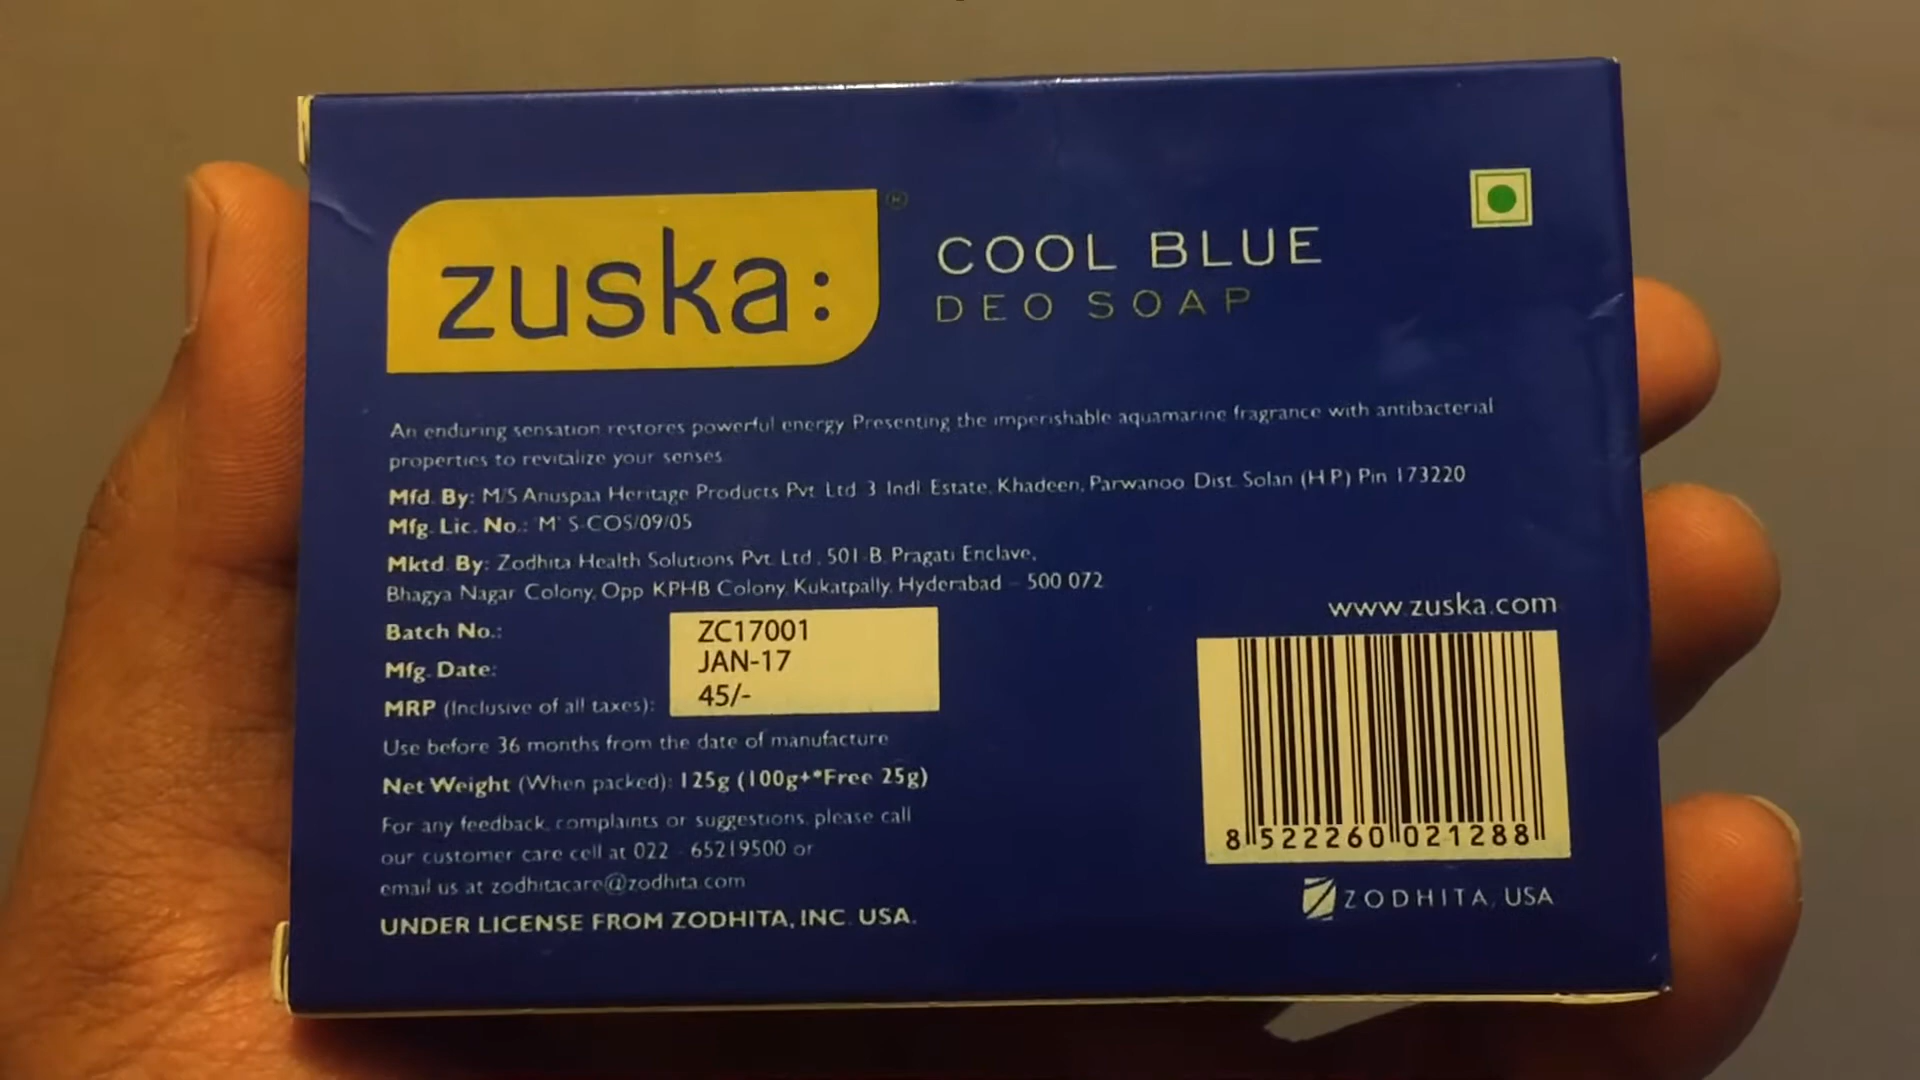 zuska:
COOL BLUE
DEO SOAP
An enduring sensation restores powerful energy Presenting the imperishable aquamarine fragrance with antibacterial
properties to revitalize your senses
Mfd. By: M/S Anuspaa Heritage Products Pvt Ltd 3 Indl Estate, Khadeen, Parwanoo Dist. Solan (H P) Pin 173220
Mfg. Lic. No.: 'M' S-COS/09/05
Mktd By: Zodhita Health Solutions Pvt. Ltd, 501-B, Pragati Enclave,
Bhagya Nagar Colony, Opp KPHB Colony, Kukatpally, Hyderabad – 500 072
Batch No.: ZC17001
Mfg. Date: JAN-17
MRP (Inclusive of all taxes): 45/-
Use before 36 months from the date of manufacture
Net Weight (When packed): 125g (100g+*Free 25g)
For any feedback, complaints or suggestions, please call
our customer care cell at 022 - 65219500 or
email us at zodhitacare@zodhita.com
UNDER LICENSE FROM ZODHITA, INC. USA.
www.zuska.com
8 522260 021288
ZODHITA, USA